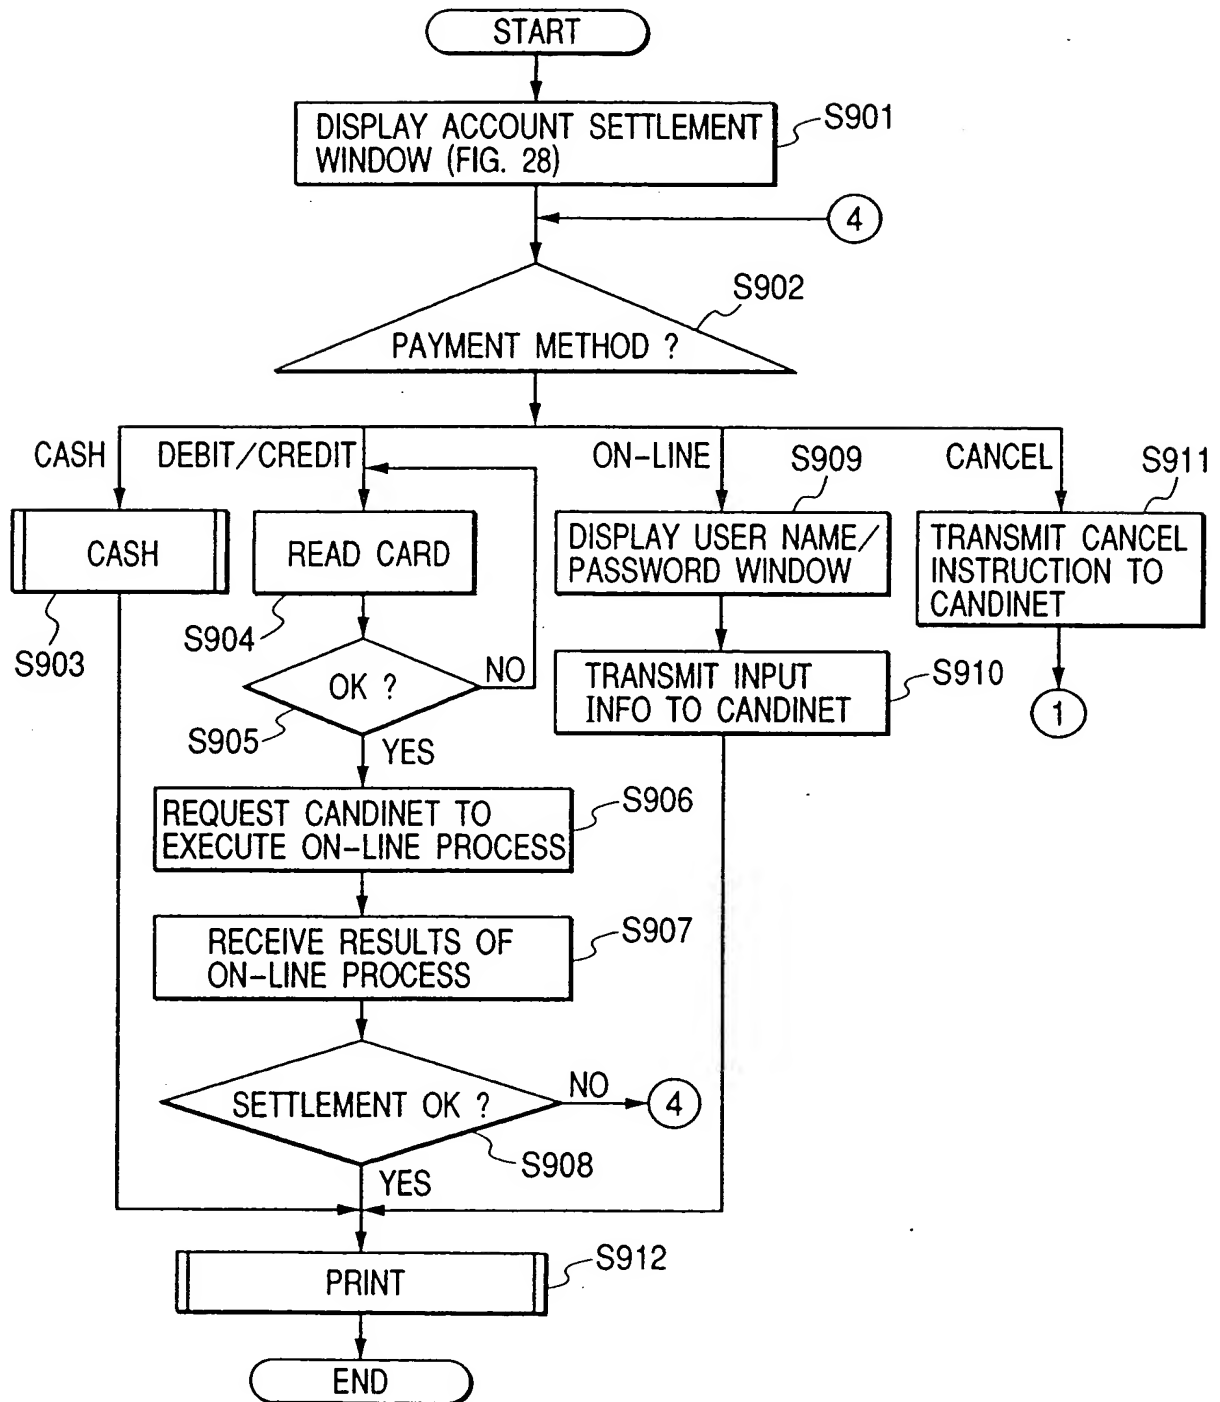 START
DISPLAY ACCOUNT SETTLEMENT
WINDOW (FIG. 28)
S901
4
S902
PAYMENT METHOD ?
CASH
DEBIT/CREDIT
ON-LINE
CANCEL
S909
S911
CASH
READ CARD
DISPLAY USER NAME/
PASSWORD WINDOW
TRANSMIT CANCEL
INSTRUCTION TO
CANDINET
S903
S904
OK ?
NO
S905
YES
TRANSMIT INPUT
INFO TO CANDINET
S910
1
REQUEST CANDINET TO
EXECUTE ON-LINE PROCESS
S906
RECEIVE RESULTS OF
ON-LINE PROCESS
S907
SETTLEMENT OK ?
NO
4
S908
YES
PRINT
S912
END